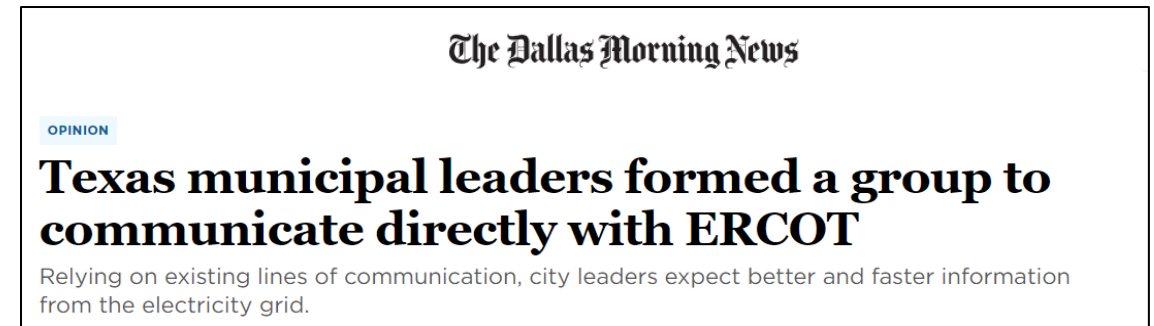 The Dallas Morning News
OPINION
Texas municipal leaders formed a group to
communicate directly with ERCOT
Relying on existing lines of communication, city leaders expect better and faster information
from the electricity grid.